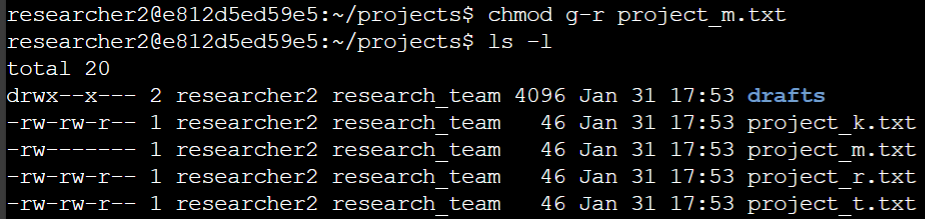 researcher2@e812d5ed59e5:~/projects$ chmod g-r project_m.txt
researcher2@e812d5ed59e5:~/projects$ ls -l
total 20
drwx--x--- 2 researcher2 research_team 4096 Jan 31 17:53 drafts
-rw-rw-r-- 1 researcher2 research_team   46 Jan 31 17:53 project_k.txt
-rw------- 1 researcher2 research_team   46 Jan 31 17:53 project_m.txt
-rw-rw-r-- 1 researcher2 research_team   46 Jan 31 17:53 project_r.txt
-rw-rw-r-- 1 researcher2 research_team   46 Jan 31 17:53 project_t.txt